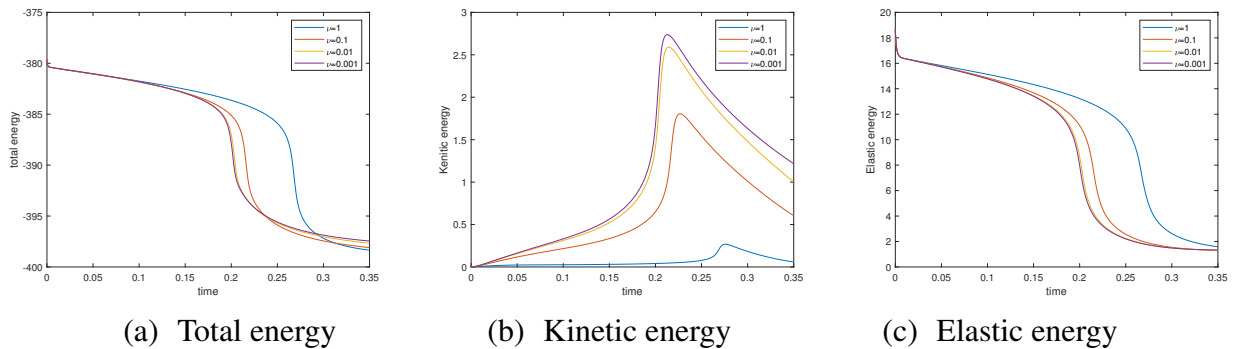 -375
-380
-385
-390
-395
-400
total energy
0 0.05 0.1 0.15 0.2 0.25 0.3 0.35
time
ν=1
ν=0.1
ν=0.01
ν=0.001
(a) Total energy
3
2.5
2
1.5
1
0.5
0
Kenitic energy
0 0.05 0.1 0.15 0.2 0.25 0.3 0.35
time
ν=1
ν=0.1
ν=0.01
ν=0.001
(b) Kinetic energy
20
18
16
14
12
10
8
6
4
2
0
Elastic energy
0 0.05 0.1 0.15 0.2 0.25 0.3 0.35
time
ν=1
ν=0.1
ν=0.01
ν=0.001
(c) Elastic energy